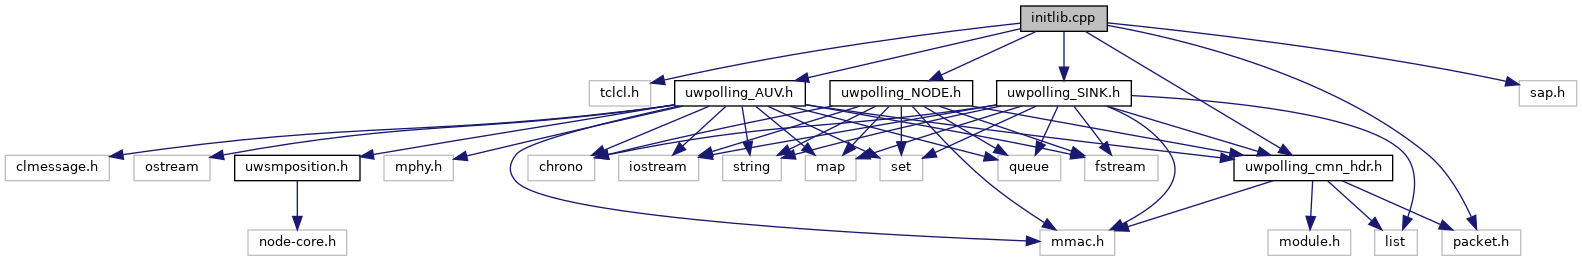 initlib.cpp
tclcl.h
uwpolling_AUV.h
uwpolling_NODE.h
uwpolling_SINK.h
sap.h
clmessage.h
ostream
uwsmposition.h
mphy.h
chrono
iostream
string
map
set
queue
fstream
uwpolling_cmn_hdr.h
node-core.h
mmac.h
module.h
list
packet.h